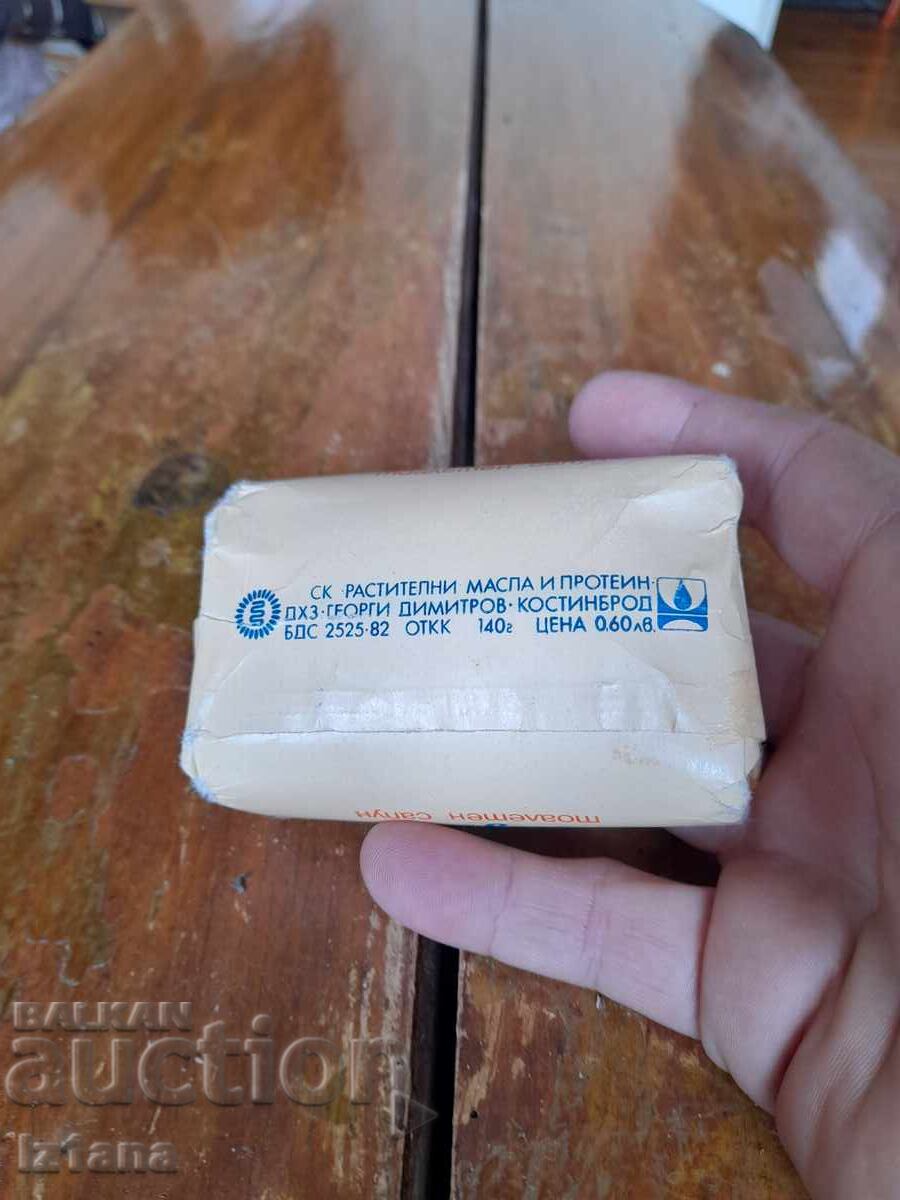 СК ·РАСТИТЕЛНИ МАСЛА И ПРОТЕИН·
ДХЗ·ГЕОРГИ ДИМИТРОВ·КОСТИНБРОД
БДС 2525·82 ОТКК 140г ЦЕНА 0.60лв.
тоалетен сапун
BALKAN
auction
Iztana